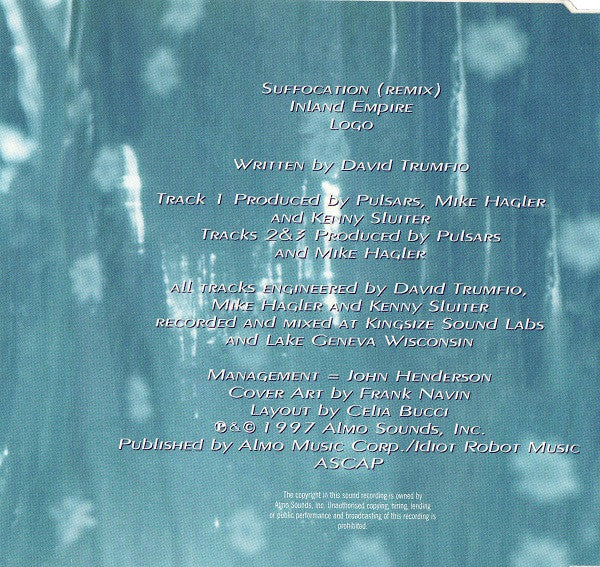 Suffocation (remix)
Inland Empire
Logo
Written by David Trumfio
Track 1 Produced by Pulsars, Mike Hagler
and Kenny Sluiter
Tracks 2&3 Produced by Pulsars
and Mike Hagler
all tracks engineered by David Trumfio,
Mike Hagler and Kenny Sluiter
recorded and mixed at Kingsize Sound Labs
and Lake Geneva Wisconsin
Management = John Henderson
Cover Art by Frank Navin
Layout by Celia Bucci
℗&© 1997 Almo Sounds, Inc.
Published by Almo Music Corp./Idiot Robot Music
ASCAP
The copyright in this sound recording is owned by
Almo Sounds, Inc. Unauthorised copying, hiring, lending
or public performance and broadcasting of this recording is
prohibited.